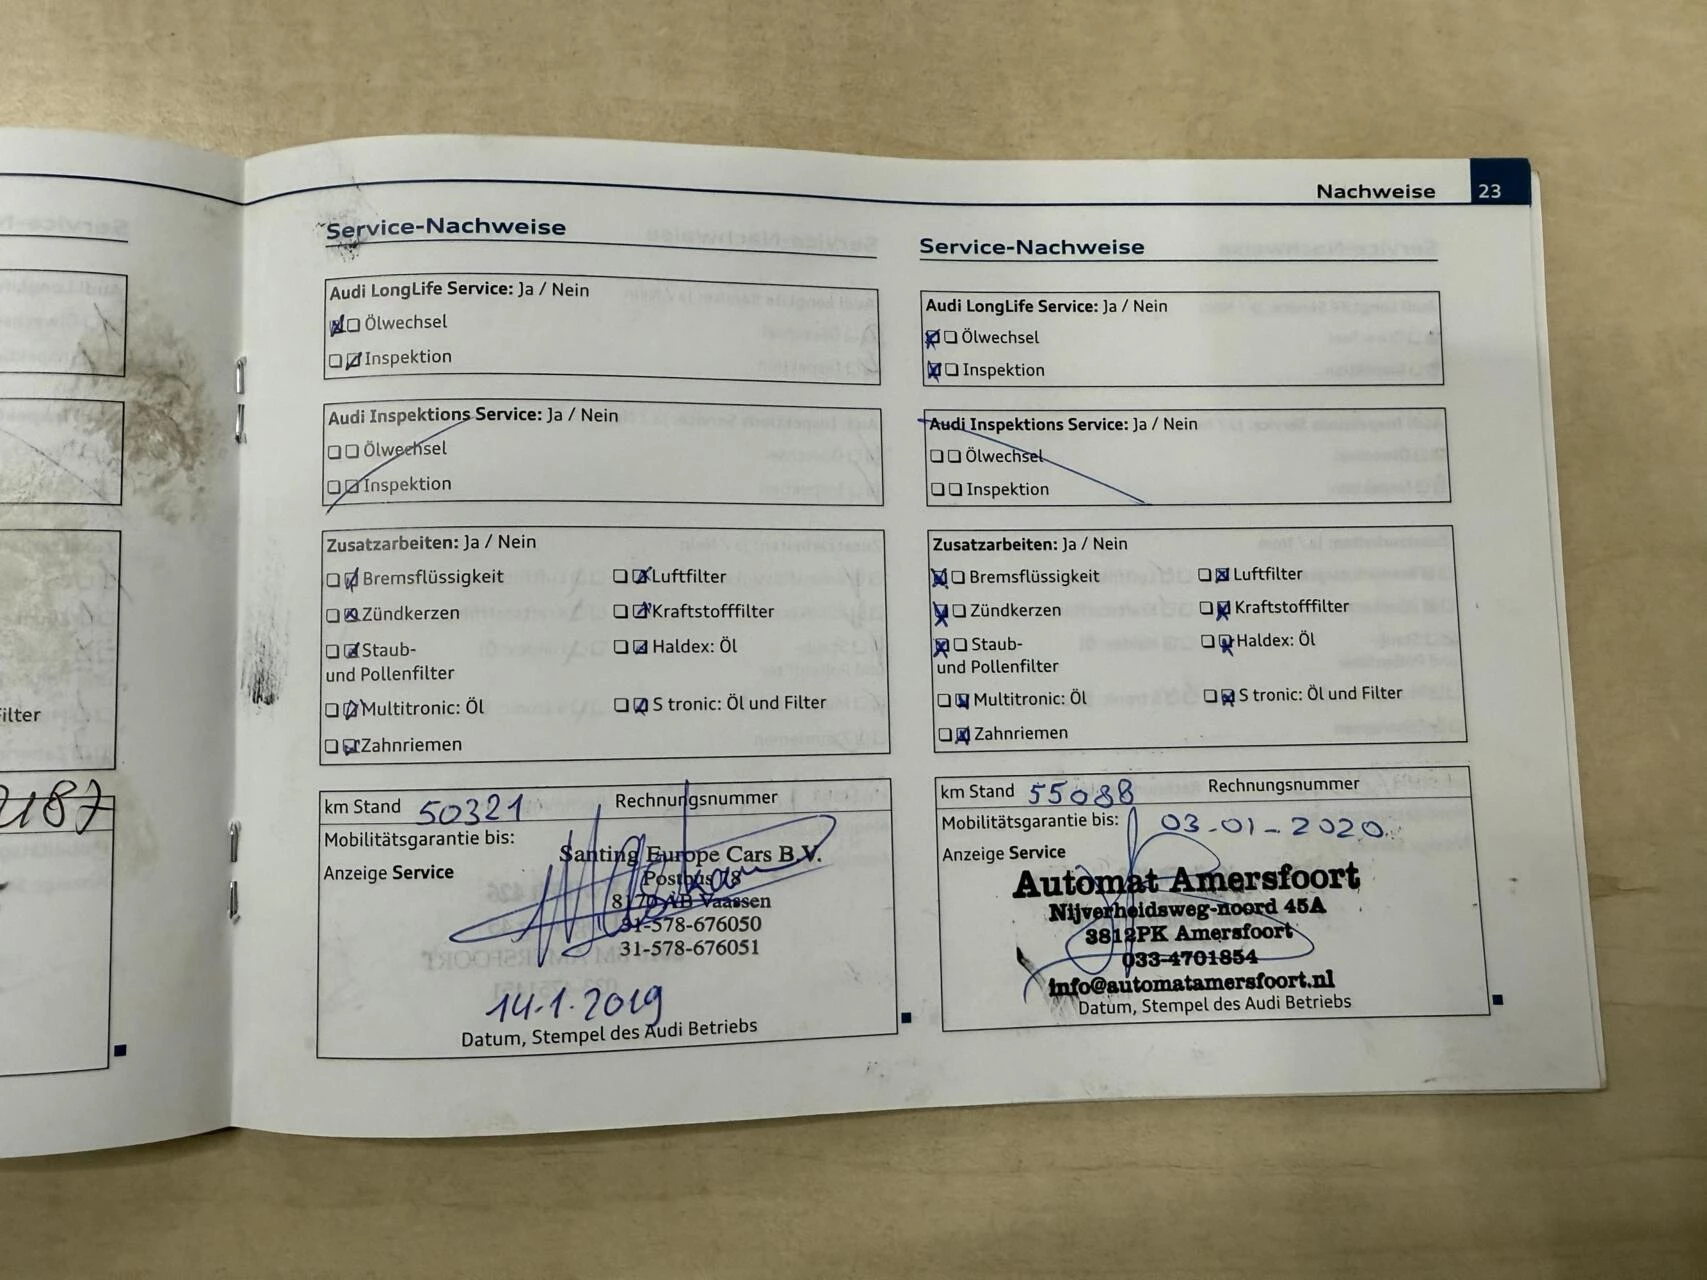 Nachweise 23
ilter
2187
Service-Nachweise
Audi LongLife Service: Ja / Nein
Ölwechsel
Inspektion
Audi Inspektions Service: Ja / Nein
Ölwechsel
Inspektion
Zusatzarbeiten: Ja / Nein
Bremsflüssigkeit Luftfilter
Zündkerzen Kraftstofffilter
Staub- Haldex: Öl
und Pollenfilter
Multitronic: Öl S tronic: Öl und Filter
Zahnriemen
km Stand 50321 Rechnungsnummer
Mobilitätsgarantie bis:
Anzeige Service
Santing Europe Cars B.V.
Postbus 78
8170 AB Vaassen
31-578-676050
31-578-676051
14-1-2019
Datum, Stempel des Audi Betriebs
Service-Nachweise
Audi LongLife Service: Ja / Nein
Ölwechsel
Inspektion
Audi Inspektions Service: Ja / Nein
Ölwechsel
Inspektion
Zusatzarbeiten: Ja / Nein
Bremsflüssigkeit Luftfilter
Zündkerzen Kraftstofffilter
Staub- Haldex: Öl
und Pollenfilter
Multitronic: Öl S tronic: Öl und Filter
Zahnriemen
km Stand 55088 Rechnungsnummer
Mobilitätsgarantie bis: 03-01-2020
Anzeige Service
Automat Amersfoort
Nijverheidsweg-noord 45A
3812PK Amersfoort
033-4701854
info@automatamersfoort.nl
Datum, Stempel des Audi Betriebs